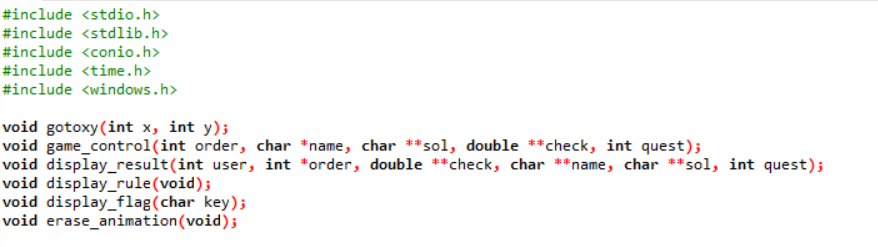 #include <stdio.h>
#include <stdlib.h>
#include <conio.h>
#include <time.h>
#include <windows.h>
void gotoxy(int x, int y);
void game_control(int order, char *name, char **sol, double **check, int quest);
void display_result(int user, int *order, double **check, char **name, char **sol, int quest);
void display_rule(void);
void display_flag(char key);
void erase_animation(void);